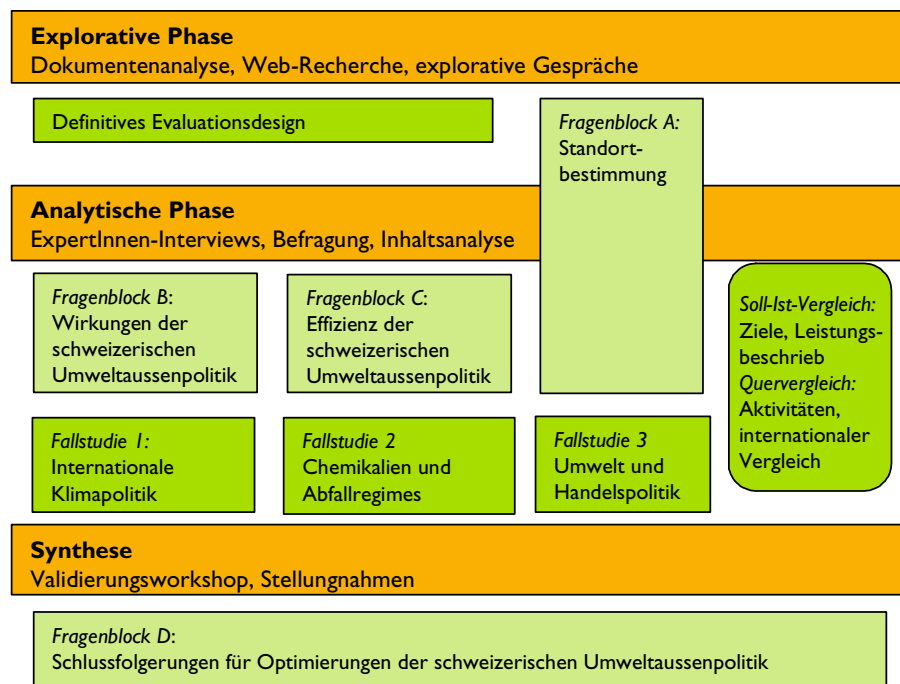 Explorative Phase
Dokumentenanalyse, Web-Recherche, explorative Gespräche
Definitives Evaluationsdesign
Fragenblock A:
Standort-
bestimmung
Analytische Phase
ExpertInnen-Interviews, Befragung, Inhaltsanalyse
Fragenblock B:
Wirkungen der
schweizerischen
Umweltaussenpolitik
Fragenblock C:
Effizienz der
schweizerischen
Umweltaussenpolitik
Soll-Ist-Vergleich:
Ziele, Leistungs-
beschrieb
Quervergleich:
Aktivitäten,
internationaler
Vergleich
Fallstudie 1:
Internationale
Klimapolitik
Fallstudie 2
Chemikalien und
Abfallregimes
Fallstudie 3
Umwelt und
Handelspolitik
Synthese
Validierungsworkshop, Stellungnahmen
Fragenblock D:
Schlussfolgerungen für Optimierungen der schweizerischen Umweltaussenpolitik